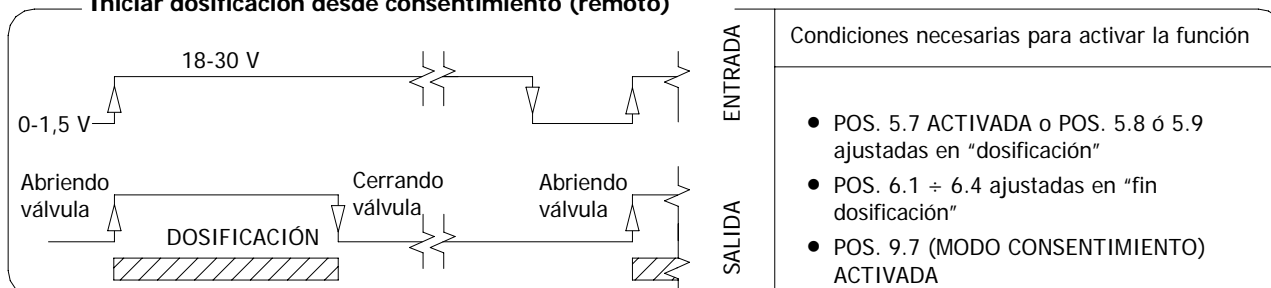 Iniciar dosificación desde consentimiento (remoto)
18-30 V
0-1,5 V
ENTRADA
Abriendo válvula
Cerrando válvula
Abriendo válvula
DOSIFICACIÓN
SALIDA
Condiciones necesarias para activar la función
● POS. 5.7 ACTIVADA o POS. 5.8 ó 5.9
ajustadas en “dosificación”
● POS. 6.1 ÷ 6.4 ajustadas en “fin
dosificación”
● POS. 9.7 (MODO CONSENTIMIENTO)
ACTIVADA